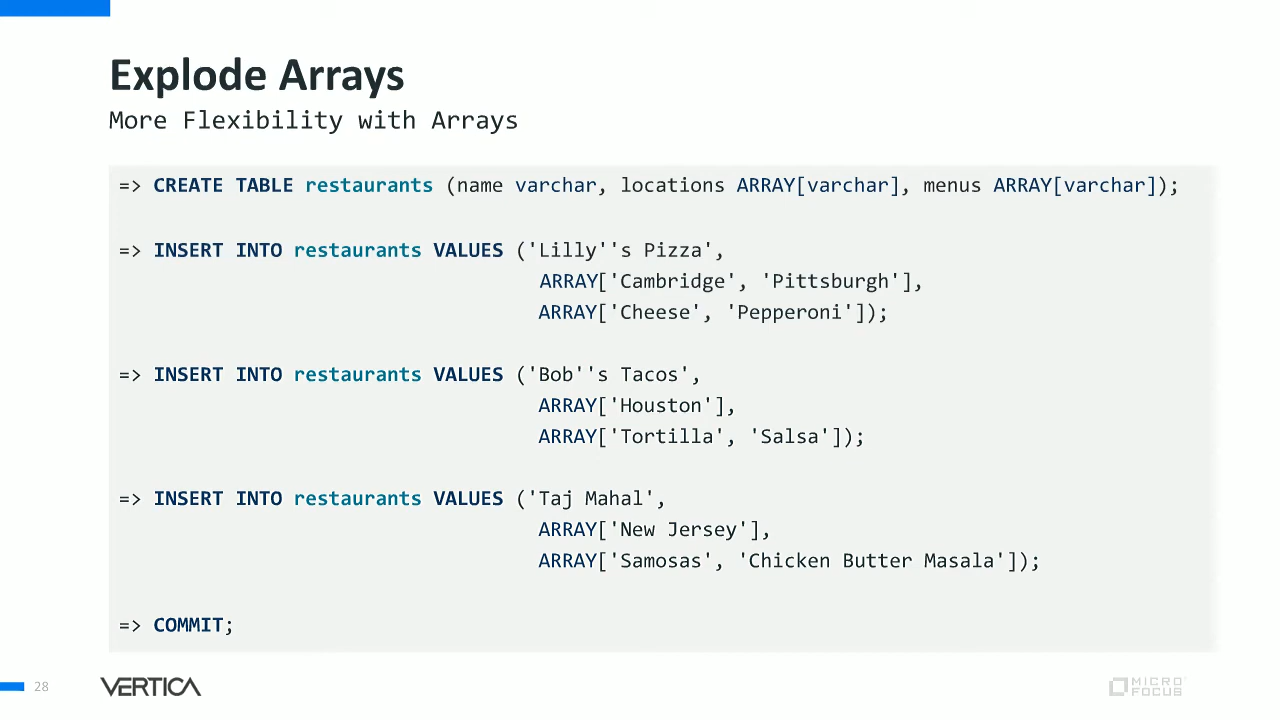 Explode Arrays
More Flexibility with Arrays
=> CREATE TABLE restaurants (name varchar, locations ARRAY[varchar], menus ARRAY[varchar]);
=> INSERT INTO restaurants VALUES ('Lilly''s Pizza',
ARRAY['Cambridge', 'Pittsburgh'],
ARRAY['Cheese', 'Pepperoni']);
=> INSERT INTO restaurants VALUES ('Bob''s Tacos',
ARRAY['Houston'],
ARRAY['Tortilla', 'Salsa']);
=> INSERT INTO restaurants VALUES ('Taj Mahal',
ARRAY['New Jersey'],
ARRAY['Samosas', 'Chicken Butter Masala']);
=> COMMIT;
28
VERTICA
MICRO
FOCUS